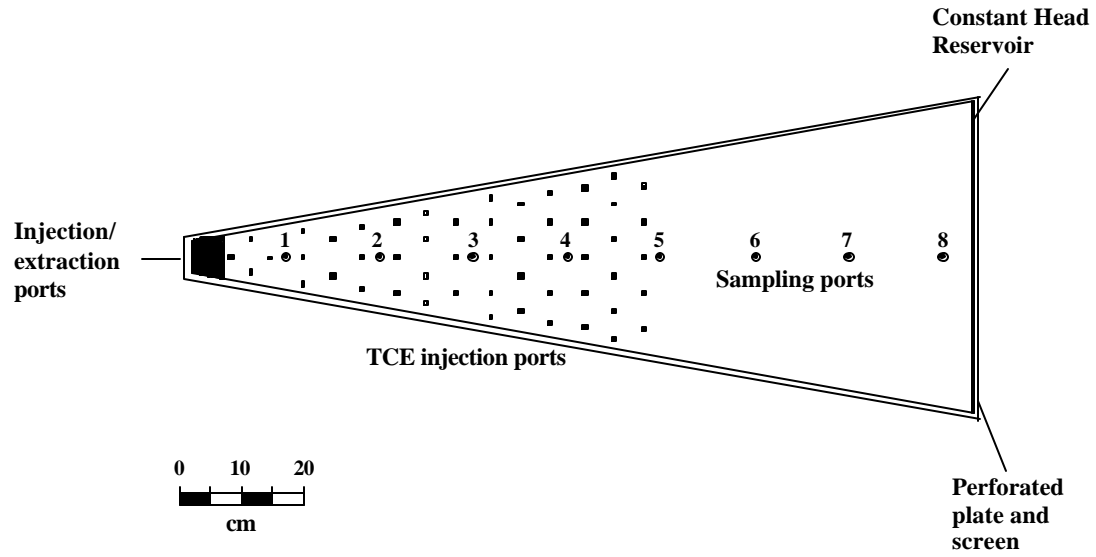 Constant Head
Reservoir
Injection/
extraction
ports
1 2 3 4 5 6 7 8
Sampling ports
TCE injection ports
0 10 20
cm
Perforated
plate and
screen